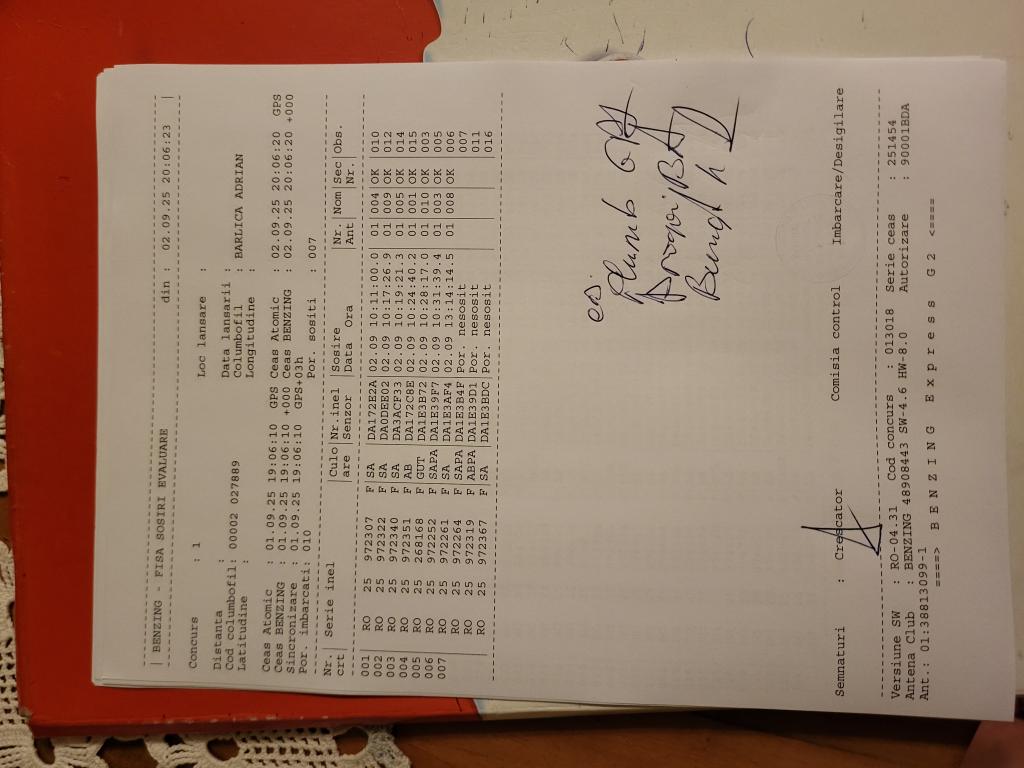 | BENZING - FISA SOSIRI EVALUARE din : 02.09.25 20:06:23 |
Concurs : 1 Loc lansare :
Distanta : Data lansarii :
Cod columbofil: 00002 027889 Columbofil : BARLICA ADRIAN
Latitudine : Longitudine :
Ceas Atomic : 01.09.25 19:06:10 GPS Ceas Atomic : 02.09.25 20:06:20 GPS
Ceas BENZING : 01.09.25 19:06:10 +000 Ceas BENZING : 02.09.25 20:06:20 +000
Sincronizare : 01.09.25 19:06:10 GPS+03h
Por. imbarcati: 010 Por. sositi : 007
Nr. Serie inel |Culo |Nr.inel |Sosire |Nr. |Nom |Sec |Obs.
crt |are |Senzor |Data Ora |Ant | |Nr. |
001 | RO 25 972307 F | SA |DA172E2A |02.09 10:11:00.0 | 01 |004 |OK |010
002 | RO 25 972322 F | SA |DA0DEE02 |02.09 10:17:26.9 | 01 |009 |OK |012
003 | RO 25 972340 F | SA |DA3ACF33 |02.09 10:19:21.3 | 01 |005 |OK |014
004 | RO 25 972351 F | AB |DA172C8E |02.09 10:24:40.2 | 01 |001 |OK |015
005 | RO 25 268168 F | GUT |DA1E3B72 |02.09 10:28:17.0 | 01 |010 |OK |003
006 | RO 25 972252 F | SAPA |DA1E39F7 |02.09 10:31:39.4 | 01 |003 |OK |005
007 | RO 25 972261 F | SA |DA1E3AF4 |02.09 13:14:14.5 | 01 |008 |OK |006
| RO 25 972264 F | SAPA |DA1E3B4F |Por. nesosit | | | |007
| RO 25 972319 F | ABPA |DA1E39D1 |Por. nesosit | | | |011
| RO 25 972367 F | SA |DA1E3BDC |Por. nesosit | | | |016
Plumb
Semnaturi : Crescator Comisia control Imbarcare/Desigilare
Versiune SW : RO-04.31 Cod concurs : 013018 Serie ceas : 251454
Antena Club : BENZING 48908443 SW-4.6 HW-8.0 Autorizare : 90001BDA
Ant.: 01:38813099-1
====> B E N Z I N G E x p r e s s G 2 <====